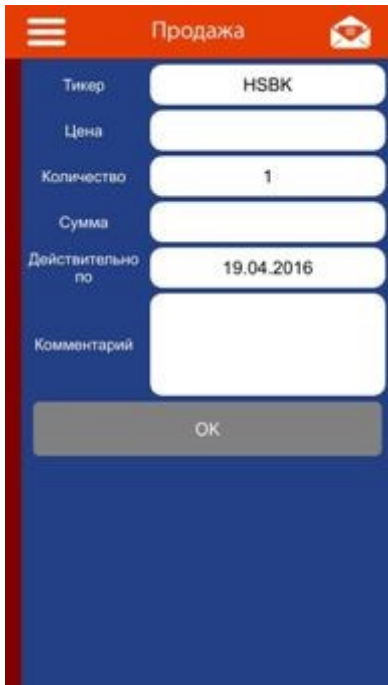 Продажа
Тикер HSBK
Цена
Количество 1
Сумма
Действительно
по 19.04.2016
Комментарий
OK